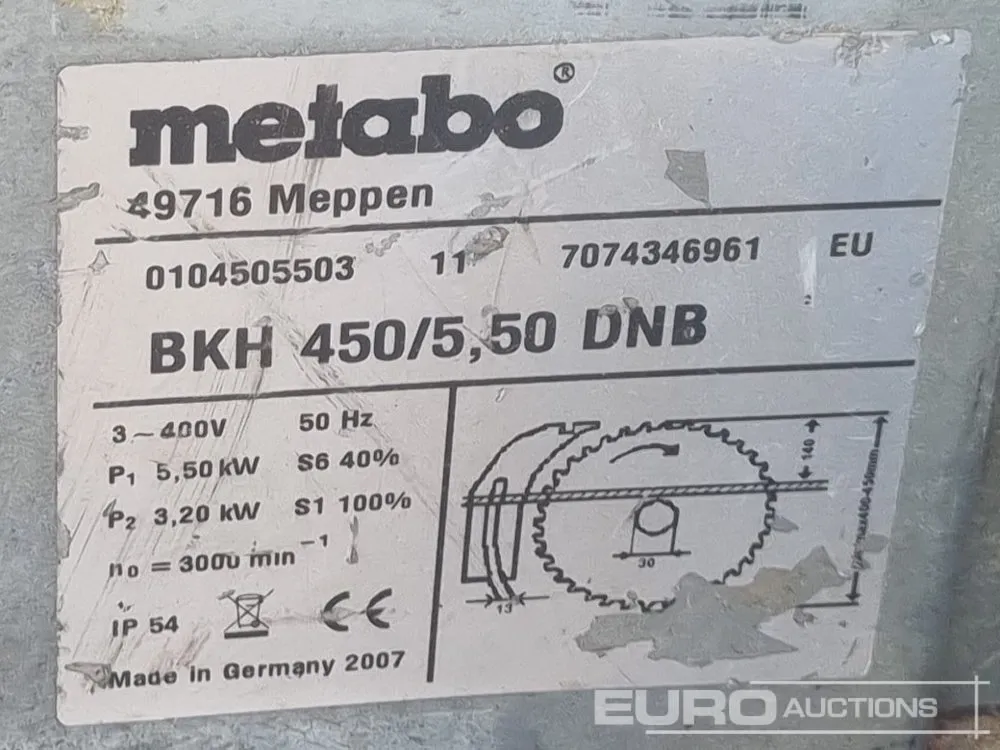 metabo®
49716 Meppen
0104505503 11 7074346961 EU
BKH 450/5,50 DNB
3~400V 50 Hz
P1 5,50 kW S6 40%
P2 3,20 kW S1 100%
n0 = 3000 min⁻¹
IP 54 CE
Made in Germany 2007
140
30
13
EURO AUCTIONS